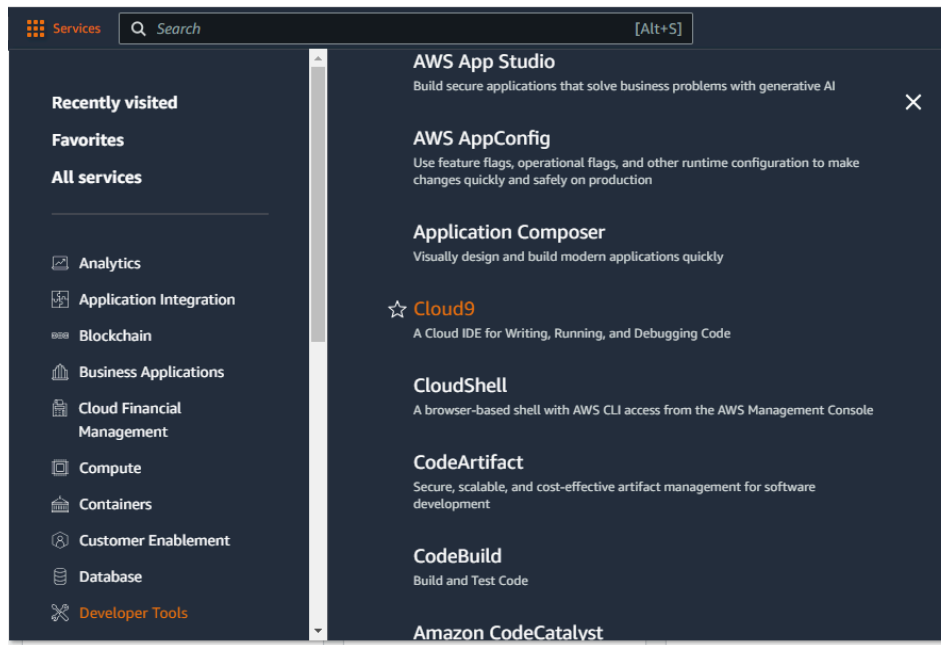 Services
Search
[Alt+S]
Recently visited
Favorites
All services
Analytics
Application Integration
Blockchain
Business Applications
Cloud Financial
Management
Compute
Containers
Customer Enablement
Database
Developer Tools
AWS App Studio
Build secure applications that solve business problems with generative AI
AWS AppConfig
Use feature flags, operational flags, and other runtime configuration to make
changes quickly and safely on production
Application Composer
Visually design and build modern applications quickly
Cloud9
A Cloud IDE for Writing, Running, and Debugging Code
CloudShell
A browser-based shell with AWS CLI access from the AWS Management Console
CodeArtifact
Secure, scalable, and cost-effective artifact management for software
development
CodeBuild
Build and Test Code
Amazon CodeCatalyst